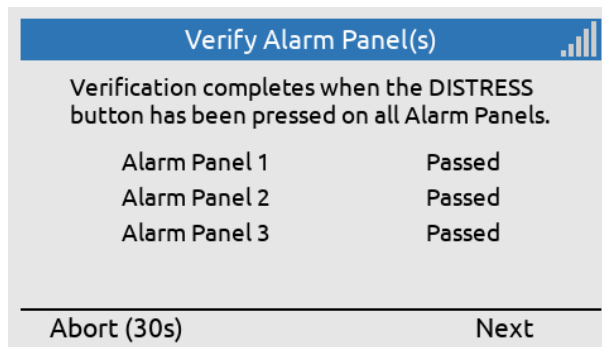 Verify Alarm Panel(s)
Verification completes when the DISTRESS
button has been pressed on all Alarm Panels.
Alarm Panel 1 Passed
Alarm Panel 2 Passed
Alarm Panel 3 Passed
Abort (30s) Next